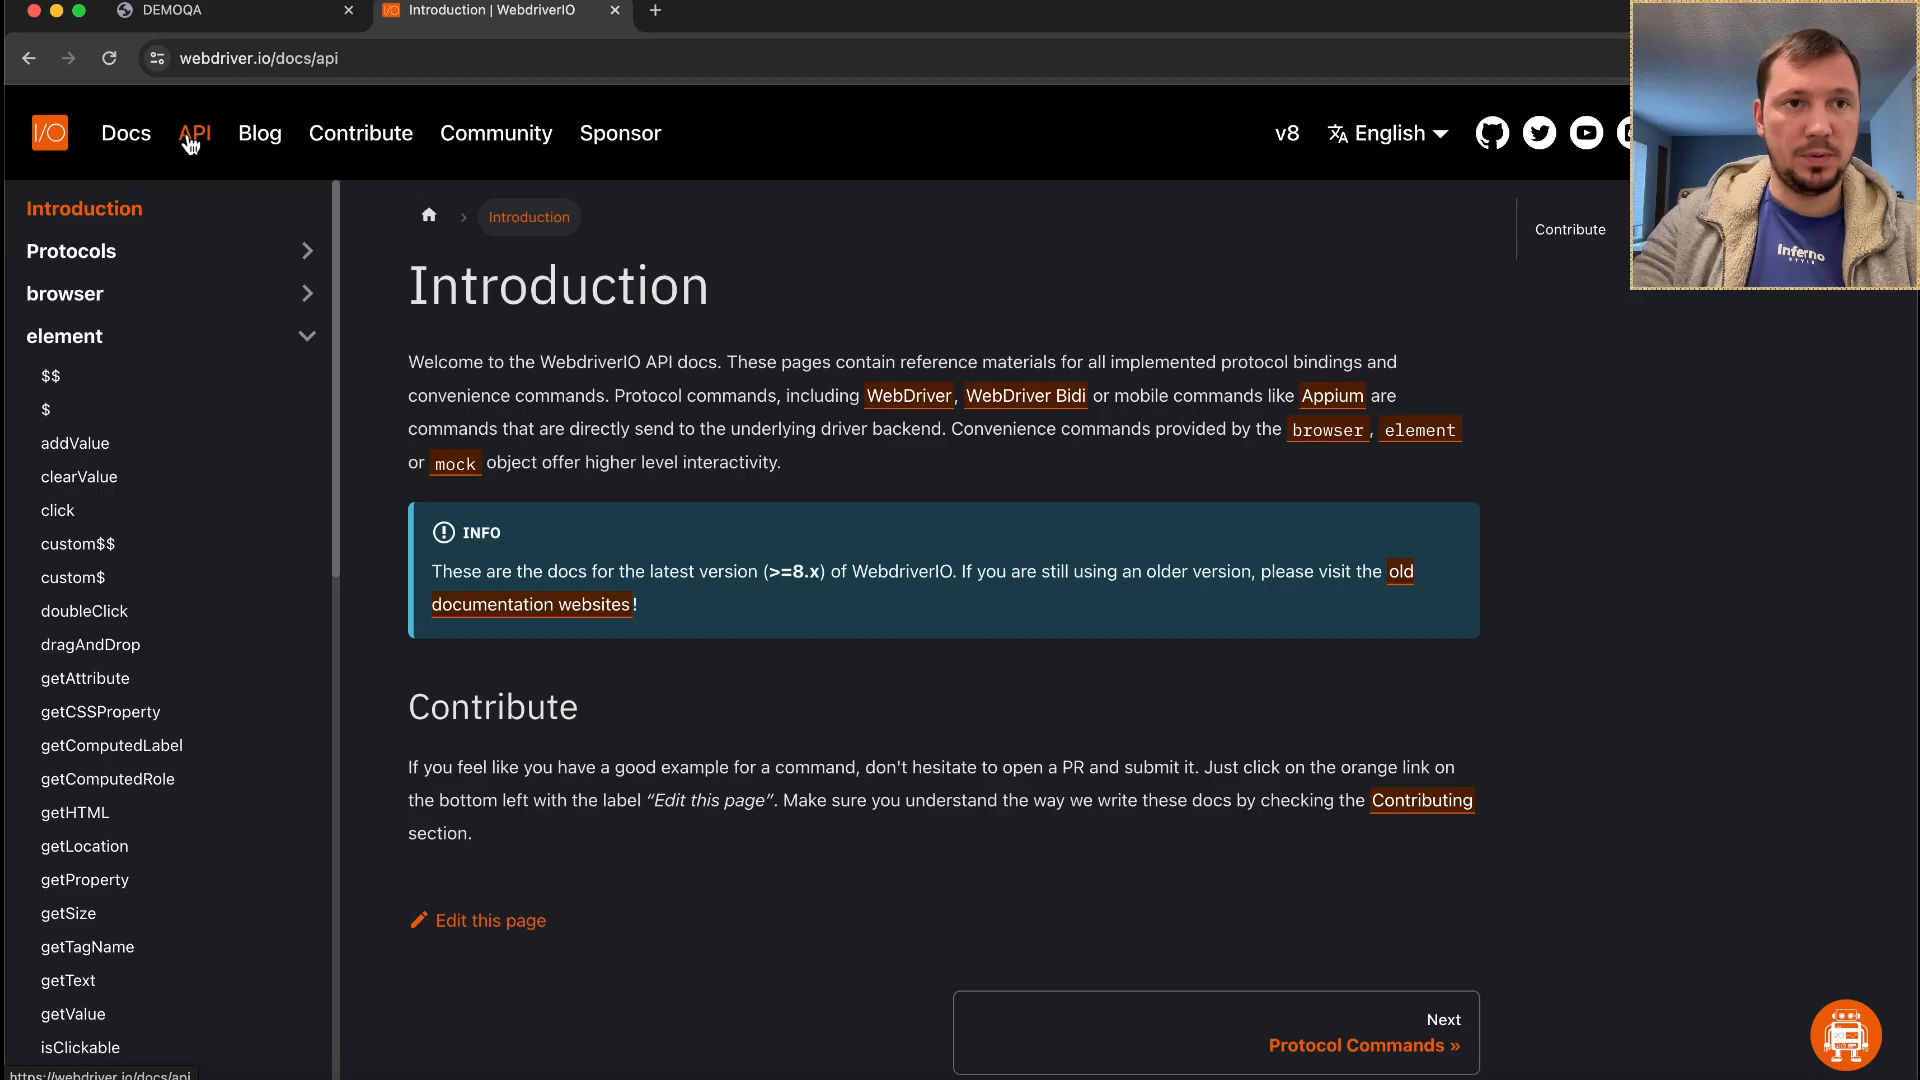 DEMOQA
Introduction | WebdriverIO
webdriver.io/docs/api
I/O
Docs
API
Blog
Contribute
Community
Sponsor
v8
English
Introduction
Protocols
browser
element
$$
$
addValue
clearValue
click
custom$$
custom$
doubleClick
dragAndDrop
getAttribute
getCSSProperty
getComputedLabel
getComputedRole
getHTML
getLocation
getProperty
getSize
getTagName
getText
getValue
isClickable
https://webdriver.io/docs/api
Introduction
Introduction
Welcome to the WebdriverIO API docs. These pages contain reference materials for all implemented protocol bindings and
convenience commands. Protocol commands, including WebDriver, WebDriver Bidi or mobile commands like Appium are
commands that are directly send to the underlying driver backend. Convenience commands provided by the browser, element
or mock object offer higher level interactivity.
INFO
These are the docs for the latest version (>=8.x) of WebdriverIO. If you are still using an older version, please visit the old
documentation websites!
Contribute
If you feel like you have a good example for a command, don't hesitate to open a PR and submit it. Just click on the orange link on
the bottom left with the label "Edit this page". Make sure you understand the way we write these docs by checking the Contributing
section.
Edit this page
Next
Protocol Commands »
Contribute
Inferno
STYLE